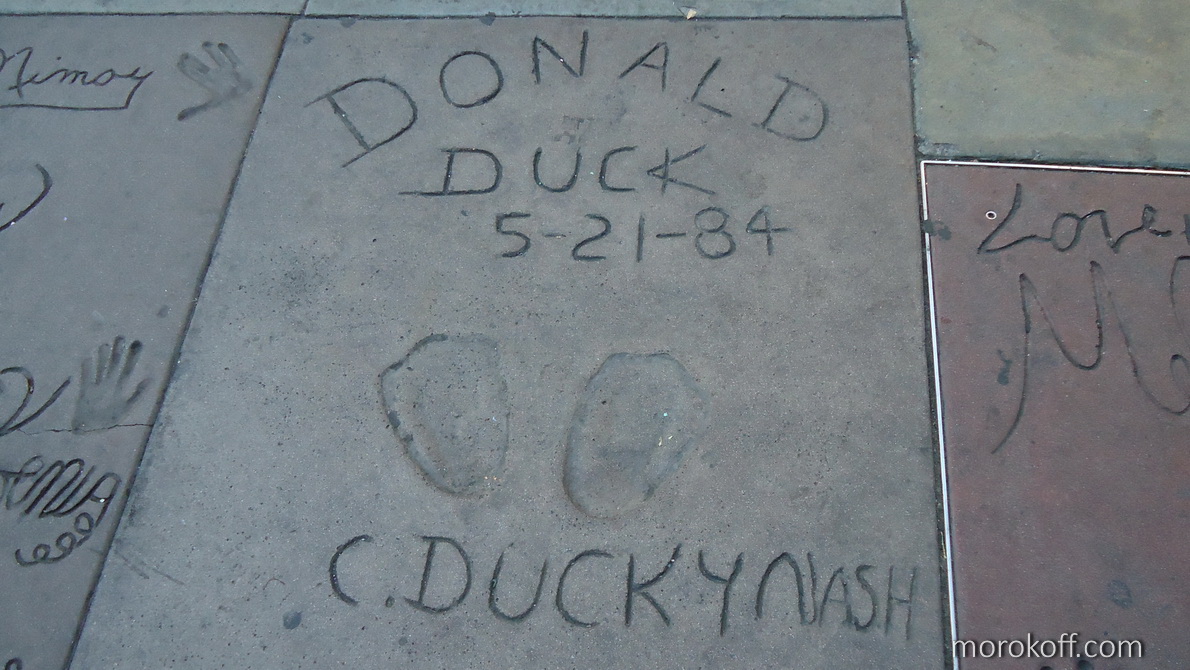 Nimoy
DONALD
DUCK
5-21-84
C. DUCKY NASH
Love
morokoff.com